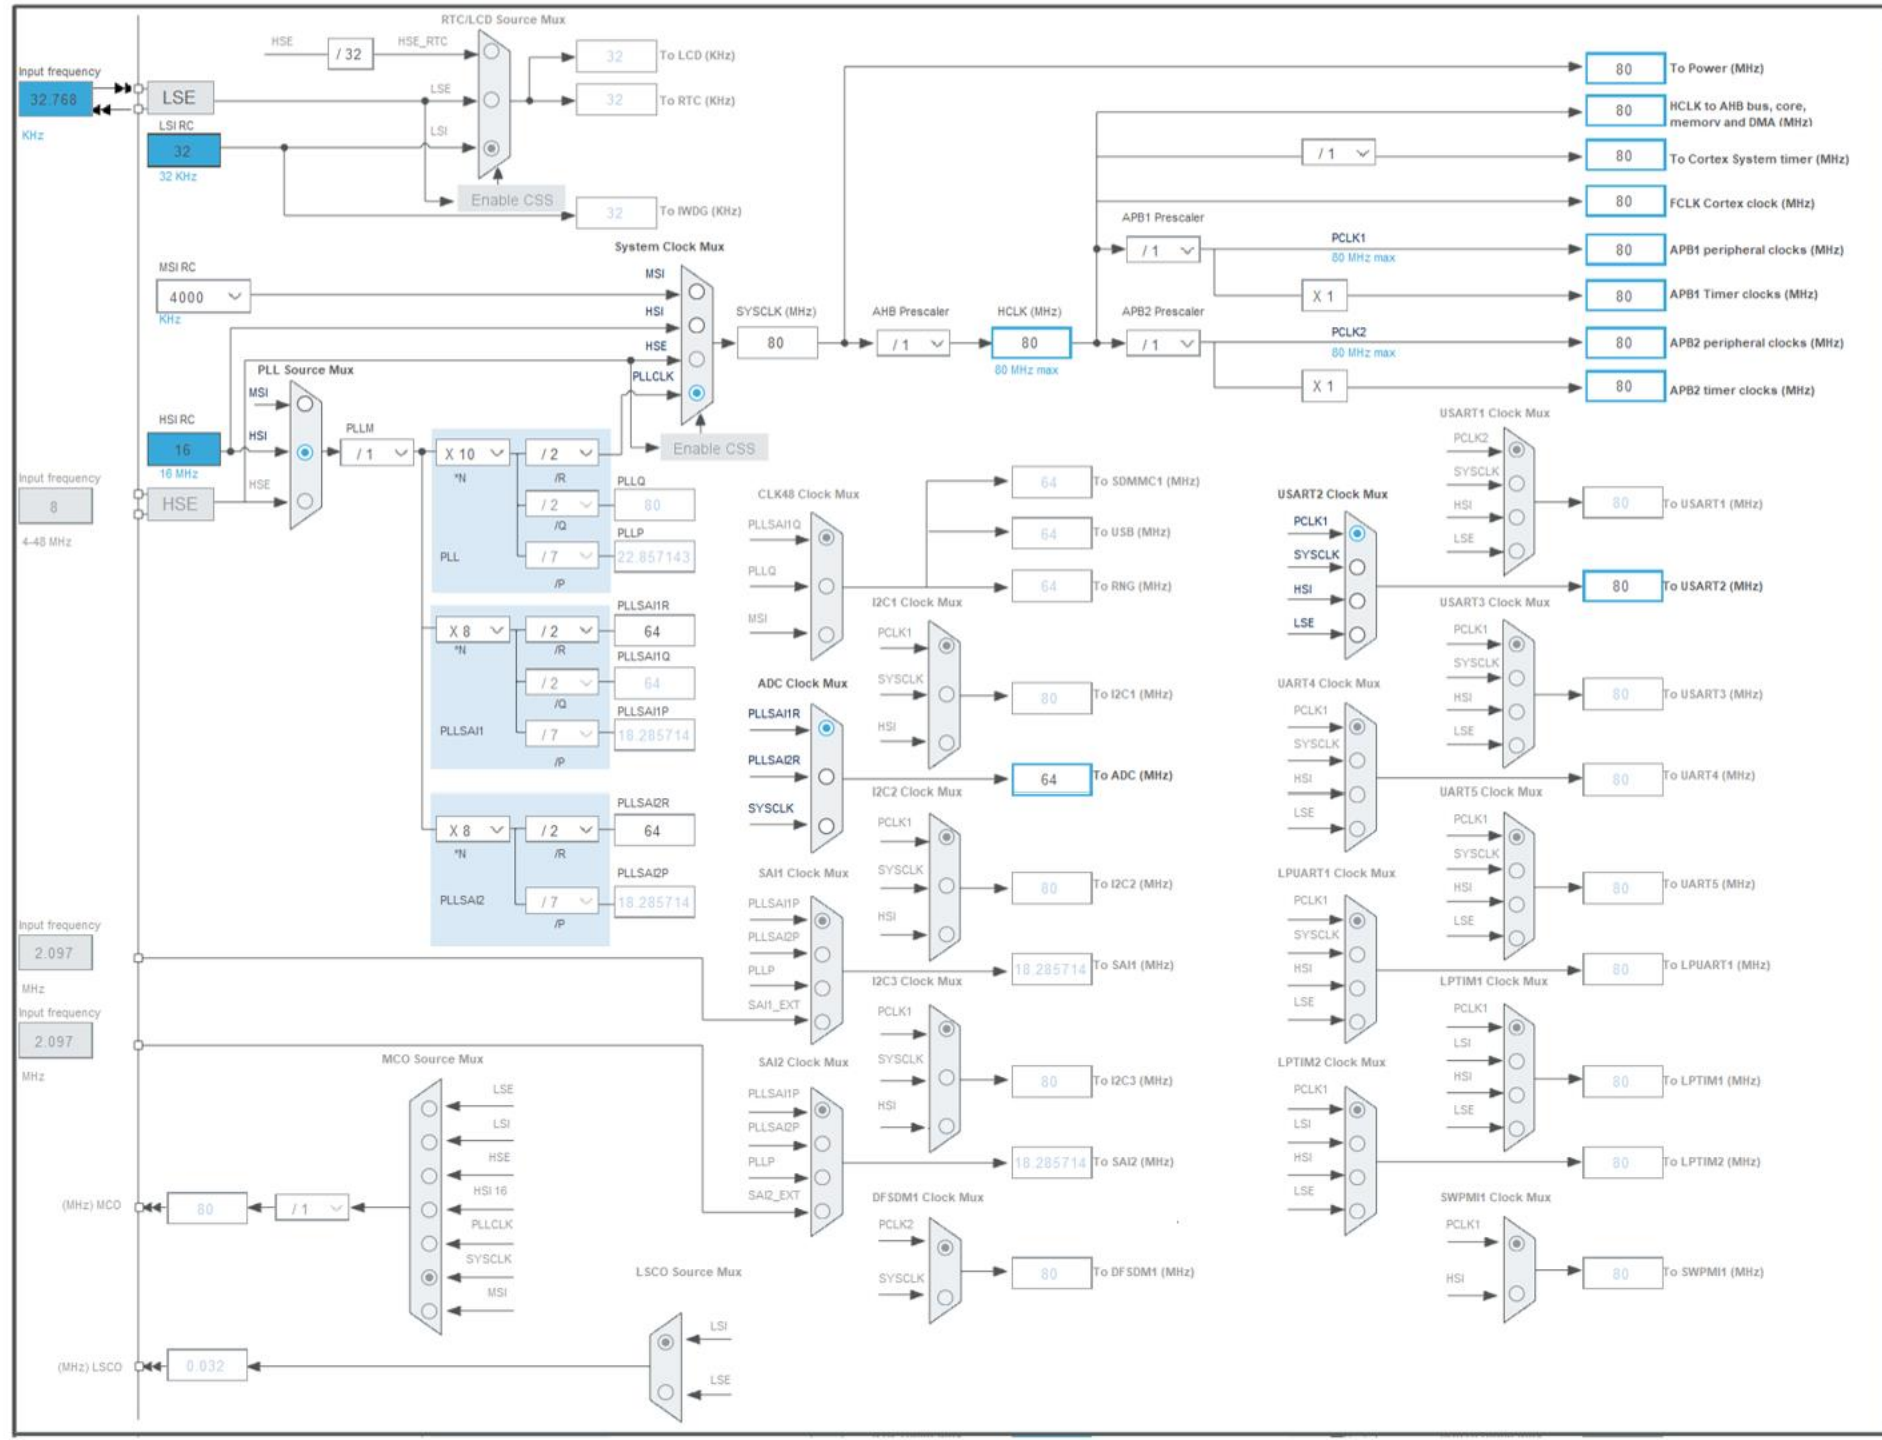 RTC/LCD Source Mux
HSE
/ 32
HSE_RTC
32
To LCD (KHz)
Input frequency
32.768
KHz
LSE
LSE
32
To RTC (KHz)
LSI RC
32
32 KHz
LSI
Enable CSS
32
To IWDG (KHz)
System Clock Mux
MSI RC
4000
KHz
MSI
HSI
HSE
PLLCLK
SYSCLK (MHz)
80
AHB Prescaler
/ 1
HCLK (MHz)
80
80 MHz max
80
To Power (MHz)
80
HCLK to AHB bus, core,
memory and DMA (MHz)
/ 1
80
To Cortex System timer (MHz)
80
FCLK Cortex clock (MHz)
APB1 Prescaler
/ 1
PCLK1
80 MHz max
80
APB1 peripheral clocks (MHz)
X 1
80
APB1 Timer clocks (MHz)
APB2 Prescaler
/ 1
PCLK2
80 MHz max
80
APB2 peripheral clocks (MHz)
X 1
80
APB2 timer clocks (MHz)
PLL Source Mux
MSI
HSI RC
16
16 MHz
HSI
PLLM
/ 1
Input frequency
8
4-48 MHz
HSE
HSE
Enable CSS
X 10
*N
/ 2
/R
PLLQ
/ 2
80
/Q
PLLP
PLL
/ 7
22.857143
/P
PLLSAI1R
X 8
*N
/ 2
64
/R
PLLSAI1Q
/ 2
64
/Q
PLLSAI1P
PLLSAI1
/ 7
18.285714
/P
PLLSAI2R
X 8
*N
/ 2
64
/R
PLLSAI2P
PLLSAI2
/ 7
18.285714
/P
CLK48 Clock Mux
PLLSAI1Q
PLLQ
MSI
64
To SDMMC1 (MHz)
64
To USB (MHz)
64
To RNG (MHz)
I2C1 Clock Mux
PCLK1
SYSCLK
HSI
80
To I2C1 (MHz)
ADC Clock Mux
PLLSAI1R
PLLSAI2R
SYSCLK
64
To ADC (MHz)
I2C2 Clock Mux
PCLK1
SYSCLK
HSI
80
To I2C2 (MHz)
SAI1 Clock Mux
PLLSAI1P
PLLSAI2P
PLLP
SAI1_EXT
18.285714
To SAI1 (MHz)
I2C3 Clock Mux
PCLK1
SYSCLK
HSI
80
To I2C3 (MHz)
SAI2 Clock Mux
PLLSAI1P
PLLSAI2P
PLLP
SAI2_EXT
18.285714
To SAI2 (MHz)
DFSDM1 Clock Mux
PCLK2
SYSCLK
80
To DFSDM1 (MHz)
USART1 Clock Mux
PCLK2
SYSCLK
HSI
LSE
80
To USART1 (MHz)
USART2 Clock Mux
PCLK1
SYSCLK
HSI
LSE
80
To USART2 (MHz)
USART3 Clock Mux
PCLK1
SYSCLK
HSI
LSE
80
To USART3 (MHz)
UART4 Clock Mux
PCLK1
SYSCLK
HSI
LSE
80
To UART4 (MHz)
UART5 Clock Mux
PCLK1
SYSCLK
HSI
LSE
80
To UART5 (MHz)
LPUART1 Clock Mux
PCLK1
SYSCLK
HSI
LSE
80
To LPUART1 (MHz)
LPTIM1 Clock Mux
PCLK1
LSI
HSI
LSE
80
To LPTIM1 (MHz)
LPTIM2 Clock Mux
PCLK1
LSI
HSI
LSE
80
To LPTIM2 (MHz)
SWPMI1 Clock Mux
PCLK1
HSI
80
To SWPMI1 (MHz)
Input frequency
2.097
MHz
Input frequency
2.097
MHz
MCO Source Mux
LSE
LSI
HSE
HSI 16
PLLCLK
SYSCLK
MSI
(MHz) MCO
80
/ 1
LSCO Source Mux
LSI
LSE
(MHz) LSCO
0.032